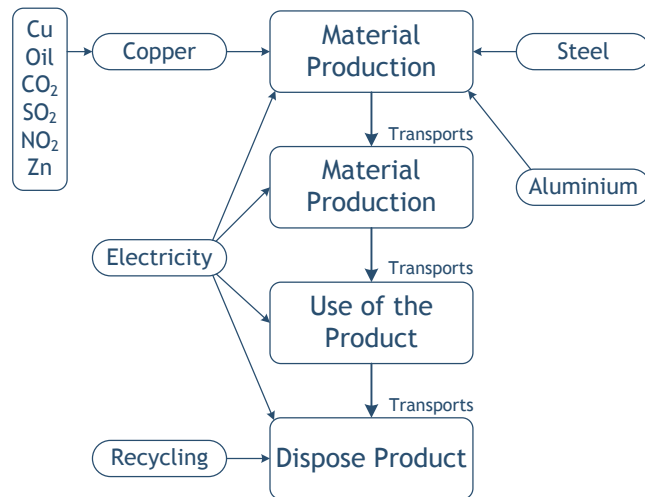 Cu
Oil
CO₂
SO₂
NO₂
Zn
Copper
Material
Production
Steel
Transports
Material
Production
Aluminium
Electricity
Transports
Use of the
Product
Transports
Recycling
Dispose Product